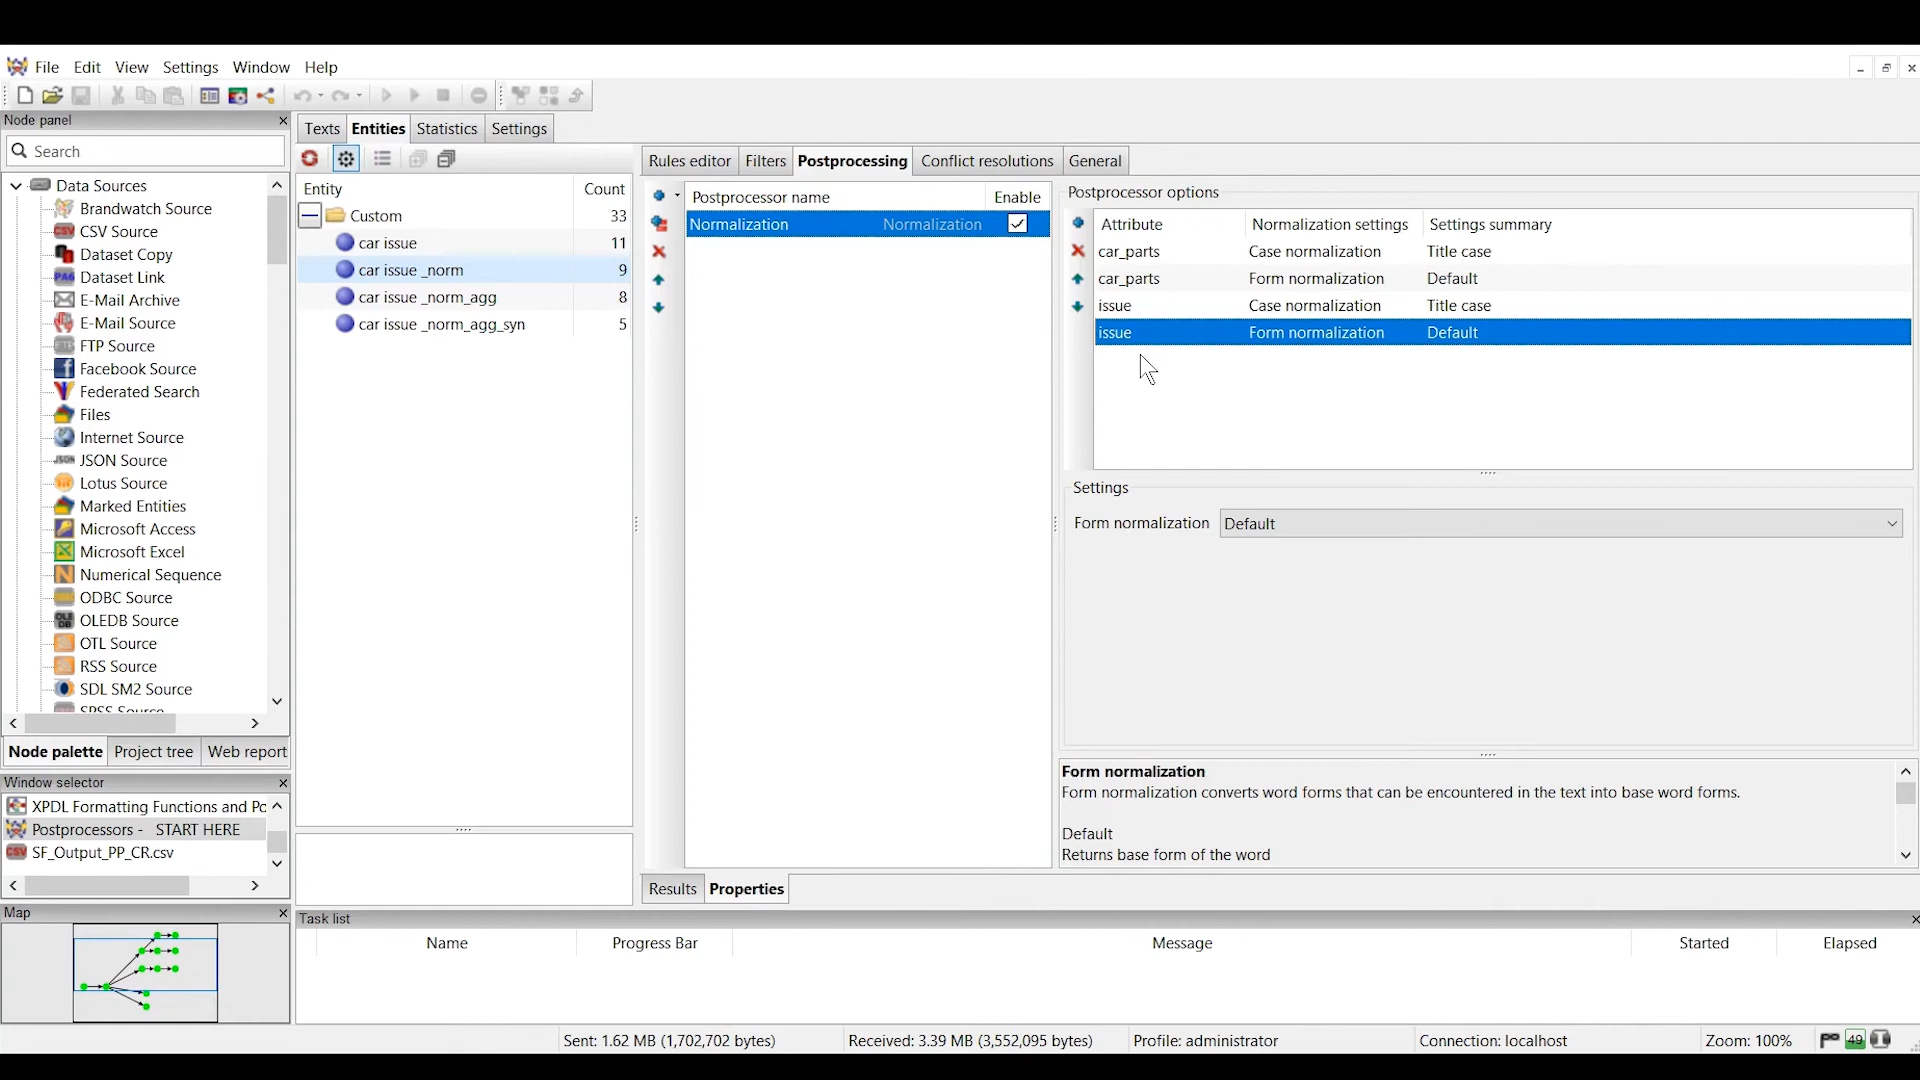 File Edit View Settings Window Help
Node panel
Search
Data Sources
Brandwatch Source
CSV Source
Dataset Copy
Dataset Link
E-Mail Archive
E-Mail Source
FTP Source
Facebook Source
Federated Search
Files
Internet Source
JSON Source
Lotus Source
Marked Entities
Microsoft Access
Microsoft Excel
Numerical Sequence
ODBC Source
OLEDB Source
OTL Source
RSS Source
SDL SM2 Source
SPSS Source
Node palette Project tree Web report
Window selector
XPDL Formatting Functions and Po
Postprocessors - START HERE
SF_Output_PP_CR.csv
Map
Texts Entities Statistics Settings
Entity Count
Custom 33
car issue 11
car issue _norm 9
car issue _norm_agg 8
car issue _norm_agg_syn 5
Rules editor Filters Postprocessing Conflict resolutions General
Postprocessor name Enable
Normalization Normalization
Postprocessor options
Attribute Normalization settings Settings summary
car_parts Case normalization Title case
car_parts Form normalization Default
issue Case normalization Title case
issue Form normalization Default
Settings
Form normalization Default
Form normalization
Form normalization converts word forms that can be encountered in the text into base word forms.
Default
Returns base form of the word
Results Properties
Task list
Name Progress Bar Message Started Elapsed
Sent: 1.62 MB (1,702,702 bytes) Received: 3.39 MB (3,552,095 bytes) Profile: administrator Connection: localhost Zoom: 100% 49